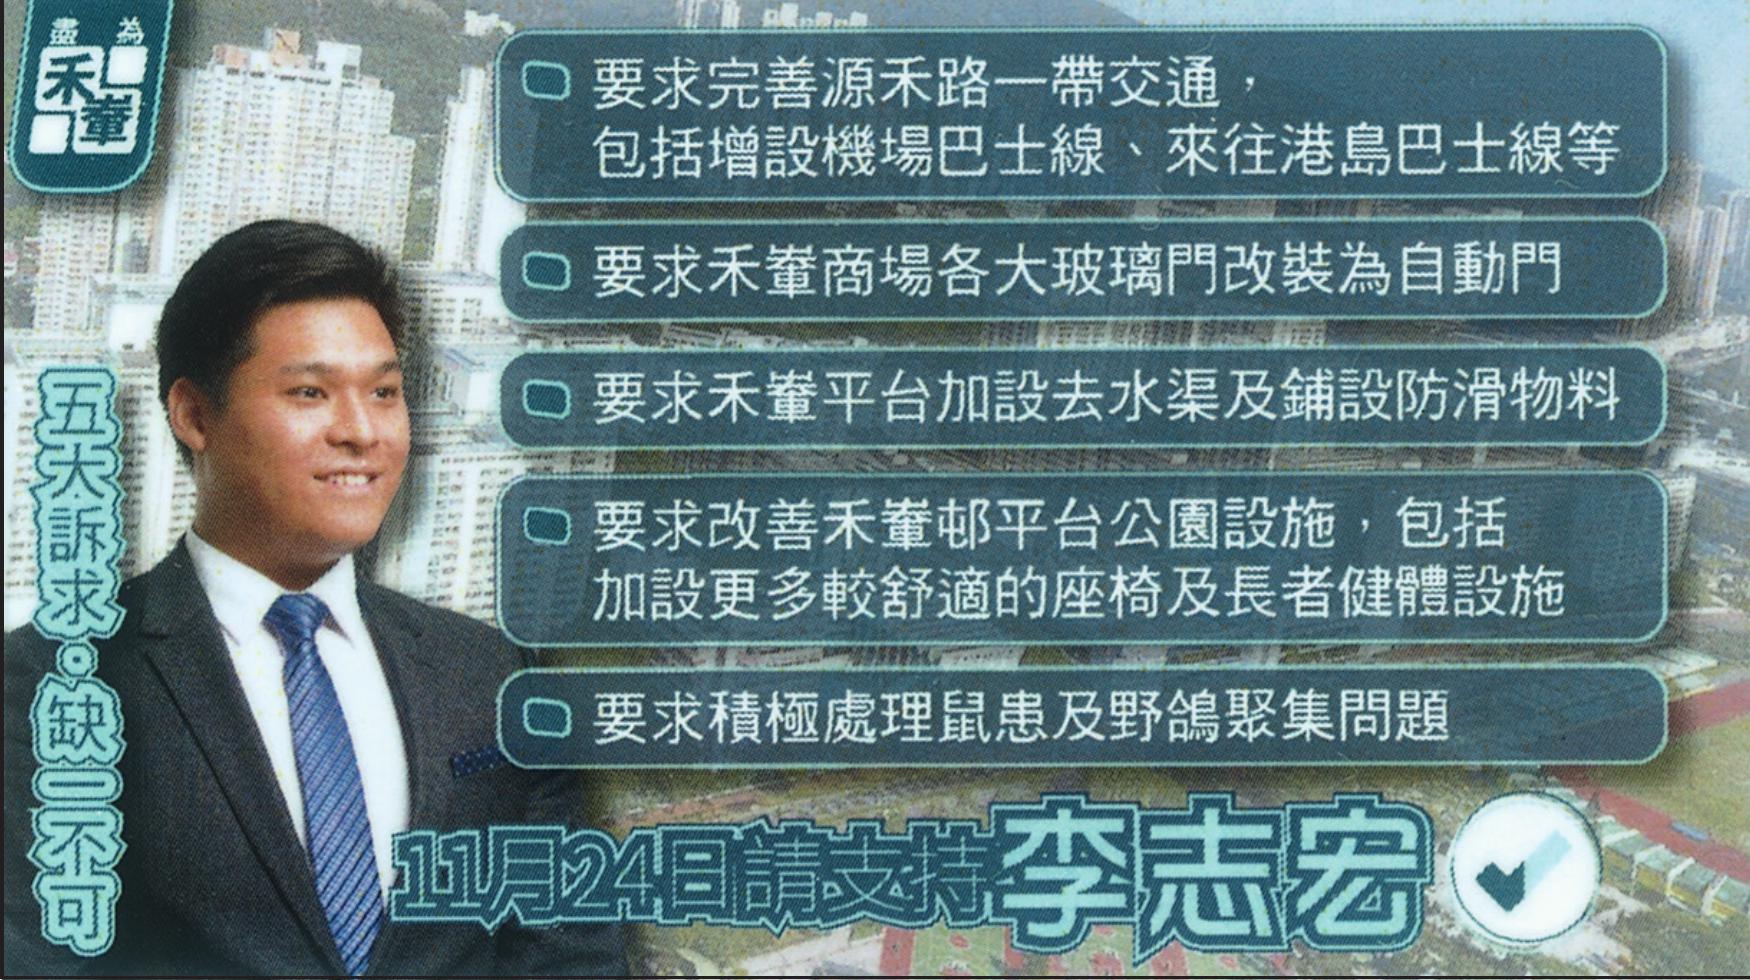 盡為
禾輋
要求完善源禾路一帶交通，
包括增設機場巴士線、來往港島巴士線等
要求禾輋商場各大玻璃門改裝為自動門
要求禾輋平台加設去水渠及鋪設防滑物料
要求改善禾輋邨平台公園設施，包括
加設更多較舒適的座椅及長者健體設施
要求積極處理鼠患及野鴿聚集問題
五大訴求•缺一不可
11月24日請支持李志宏